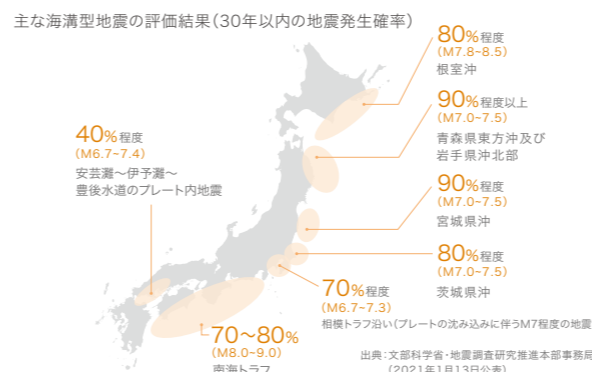 主な海溝型地震の評価結果（30年以内の地震発生確率）
80%程度
（M7.8~8.5）
根室沖
90%程度以上
（M7.0~7.5）
青森県東方沖及び
岩手県沖北部
40%程度
（M6.7~7.4）
安芸灘～伊予灘～
豊後水道のプレート内地震
90%程度
（M7.0~7.5）
宮城県沖
80%程度
（M7.0~7.5）
茨城県沖
70%程度
（M6.7~7.3）
相模トラフ沿い（プレートの沈み込みに伴うM7程度の地震
70～80%
（M8.0~9.0）
南海トラフ
出典：文部科学省・地震調査研究推進本部事務局
（2021年1月13日公表）